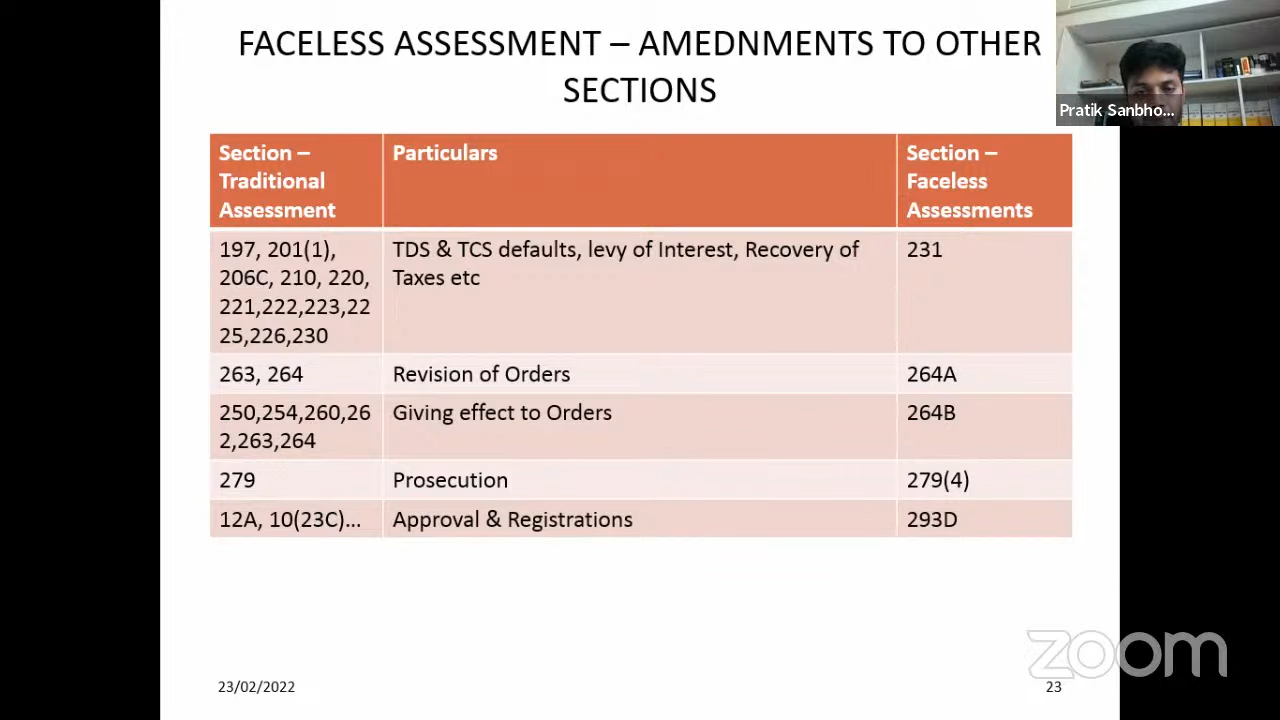 FACELESS ASSESSMENT – AMEDNMENTS TO OTHER
SECTIONS
Pratik Sanbho...
Section –
Traditional
Assessment
Particulars
Section –
Faceless
Assessments
197, 201(1),
206C, 210, 220,
221,222,223,22
25,226,230
TDS & TCS defaults, levy of Interest, Recovery of
Taxes etc
231
263, 264
Revision of Orders
264A
250,254,260,26
2,263,264
Giving effect to Orders
264B
279
Prosecution
279(4)
12A, 10(23C)...
Approval & Registrations
293D
zoom
23/02/2022
23